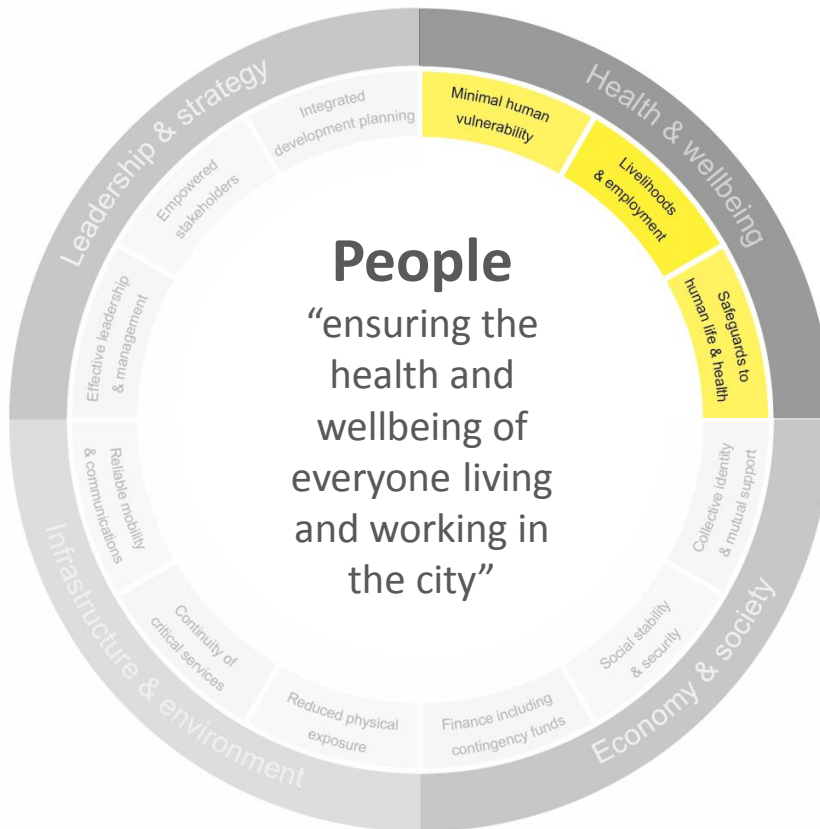 People
“ensuring the
health and
wellbeing of
everyone living
and working in
the city”
Health & wellbeing
Minimal human
vulnerability
Livelihoods
& employment
Safeguards to
human life & health
Economy & society
Collective identity
& mutual support
Social stability
& security
Finance including
contingency funds
Infrastructure & environment
Reduced physical
exposure
Continuity of
critical services
Reliable mobility
& communications
Leadership & strategy
Effective leadership
& management
Empowered
stakeholders
Integrated
development planning